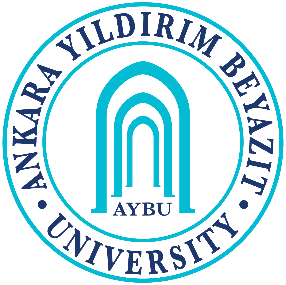 • ANKARA YILDIRIM BEYAZIT •
UNIVERSITY
AYBU